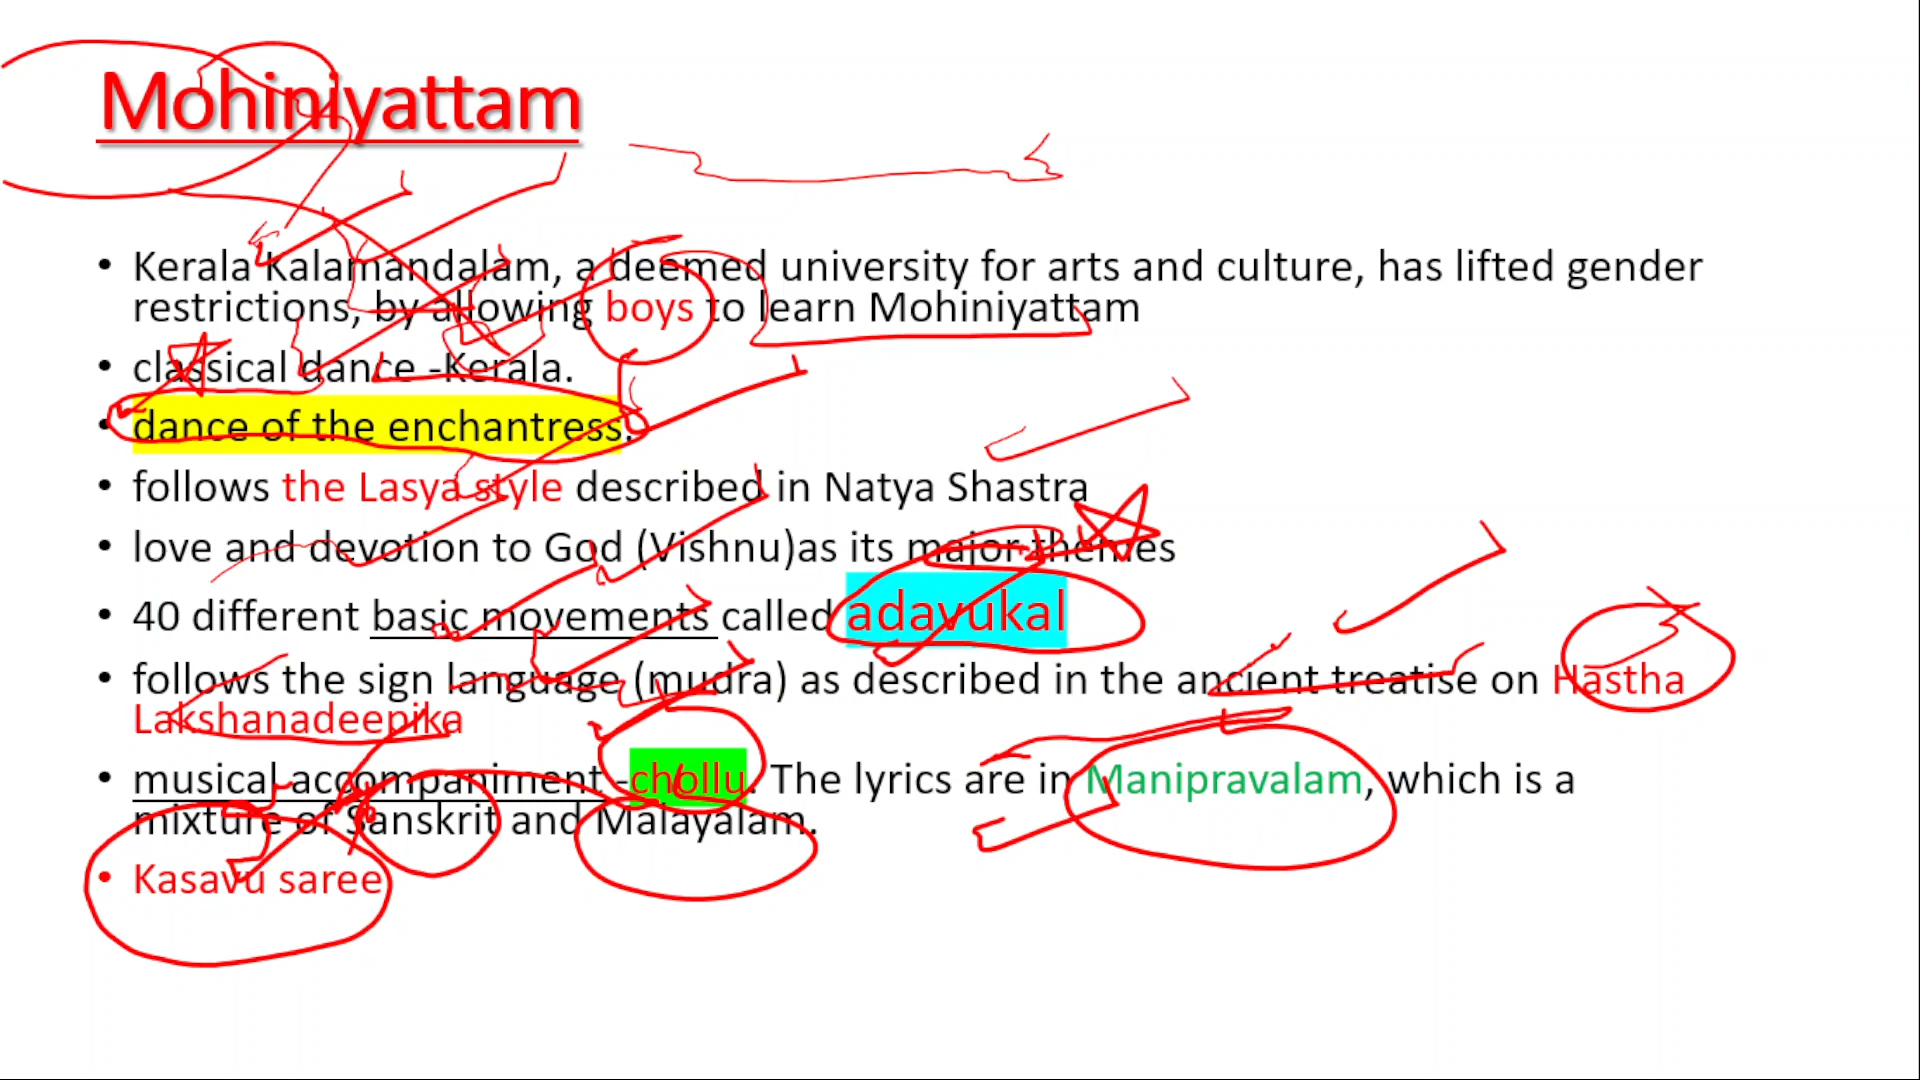 Mohiniyattam
• Kerala Kalamandalam, a deemed university for arts and culture, has lifted gender
restrictions, by allowing boys to learn Mohiniyattam
• classical dance -Kerala.
• dance of the enchantress.
• follows the Lasya style described in Natya Shastra
• love and devotion to God (Vishnu)as its major themes
• 40 different basic movements called adavukal
• follows the sign language (mudra) as described in the ancient treatise on Hastha
Lakshanadeepika
• musical accompaniment -chollu. The lyrics are in Manipravalam, which is a
mixture of Sanskrit and Malayalam.
• Kasavu saree